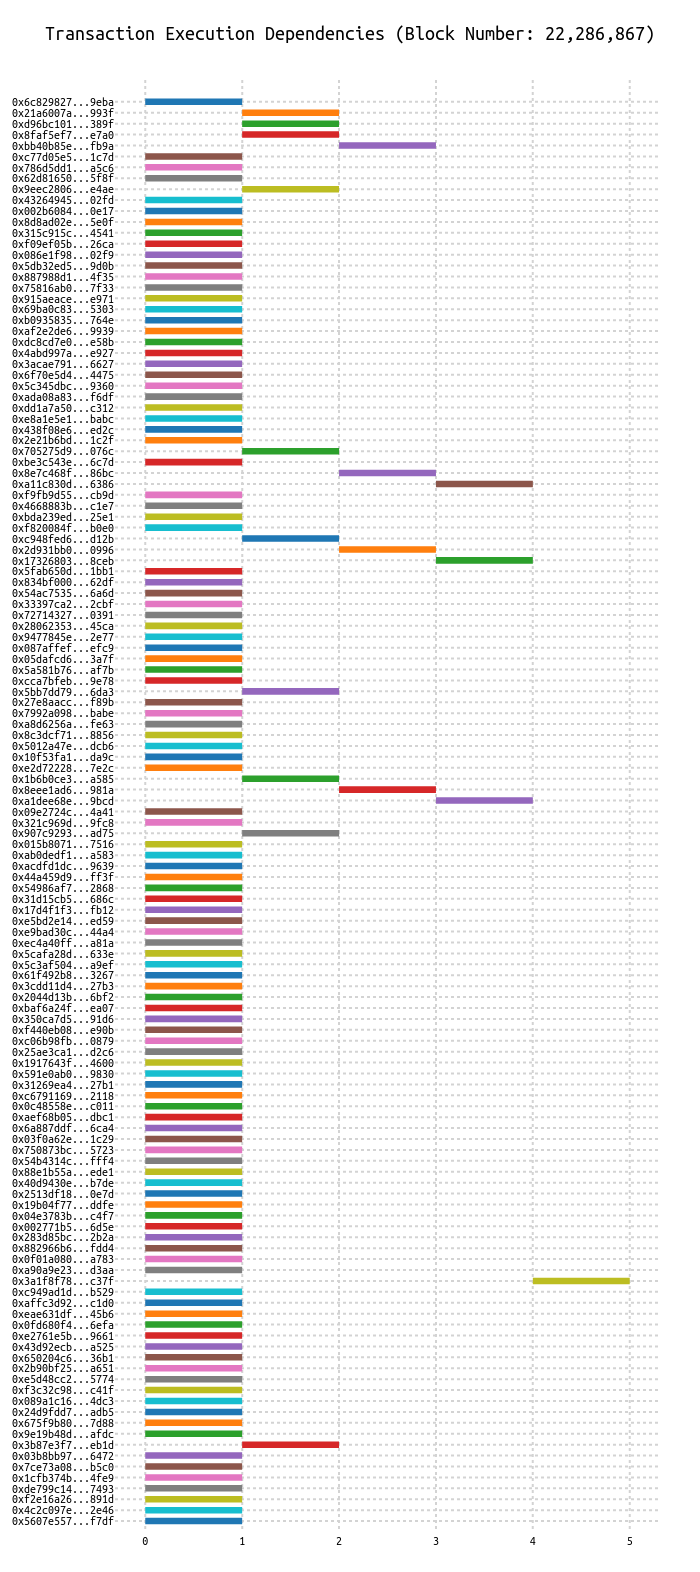 Transaction Execution Dependencies (Block Number: 22,286,867)
0x6c829827...9eba
0x21a6007a...993f
0xd96bc101...389f
0x8faf5ef7...e7a0
0xbb40b85e...fb9a
0xc77d05e5...1c7d
0x786d5dd1...a5c6
0x62d81650...5f8f
0x9eec2806...e4ae
0x43264945...02fd
0x002b6084...0e17
0x8d8ad02e...5e0f
0x315c915c...4541
0xf09ef05b...26ca
0x086e1f98...02f9
0x5db32ed5...9d0b
0x887988d1...4f35
0x75816ab0...7f33
0x915aeace...e971
0x69ba0c83...5303
0xb0935835...764e
0xaf2e2de6...9939
0xdc8cd7e0...e58b
0x4abd997a...e927
0x3acae791...6627
0x6f70e5d4...4475
0x5c345dbc...9360
0xada08a83...f6df
0xdd1a7a50...c312
0xe8a1e5e1...babc
0x438f08e6...ed2c
0x2e21b6bd...1c2f
0x705275d9...076c
0xbe3c543e...6c7d
0x8e7c468f...86bc
0xa11c830d...6386
0xf9fb9d55...cb9d
0x4668883b...c1e7
0xbda239ed...25e1
0xf820084f...b0e0
0xc948fed6...d12b
0x2d931bb0...0996
0x17326803...8ceb
0x5fab650d...1bb1
0x834bf000...62df
0x54ac7535...6a6d
0x33397ca2...2cbf
0x72714327...0391
0x28062353...45ca
0x9477845e...2e77
0x087affef...efc9
0x05dafcd6...3a7f
0x5a581b76...af7b
0xcca7bfeb...9e78
0x5bb7dd79...6da3
0x27e8aacc...f89b
0x7992a098...babe
0xa8d6256a...fe63
0x8c3dcf71...8856
0x5012a47e...dcb6
0x10f53fa1...da9c
0xe2d72228...7e2c
0x1b6b0ce3...a585
0x8eee1ad6...981a
0xa1dee68e...9bcd
0x09e2724c...4a41
0x321c969d...9fc8
0x907c9293...ad75
0x015b8071...7516
0xab0dedf1...a583
0xacdfd1dc...9639
0x44a459d9...ff3f
0x54986af7...2868
0x31d15cb5...686c
0x17d4f1f3...fb12
0xe5bd2e14...ed59
0xe9bad30c...44a4
0xec4a40ff...a81a
0x5cafa28d...633e
0x5c3af504...a9ef
0x61f492b8...3267
0x3cdd11d4...27b3
0x2044d13b...6bf2
0xbaf6a24f...ea07
0x350ca7d5...91d6
0xf440eb08...e90b
0xc06b98fb...0879
0x25ae3ca1...d2c6
0x1917643f...4600
0x591e0ab0...9830
0x31269ea4...27b1
0xc6791169...2118
0x0c48558e...c011
0xaef68b05...dbc1
0x6a887ddf...6ca4
0x03f0a62e...1c29
0x750873bc...5723
0x54b4314c...fff4
0x88e1b55a...ede1
0x40d9430e...b7de
0x2513df18...0e7d
0x19b04f77...ddfe
0x04e3783b...c4f7
0x002771b5...6d5e
0x283d85bc...2b2a
0x882966b6...fdd4
0x0f01a080...a783
0xa90a9e23...d3aa
0x3a1f8f78...c37f
0xc949ad1d...b529
0xaffc3d92...c1d0
0xeae631df...45b6
0x0fd680f4...6efa
0xe2761e5b...9661
0x43d92ecb...a525
0x650204c6...36b1
0x2b90bf25...a651
0xe5d48cc2...5774
0xf3c32c98...c41f
0x089a1c16...4dc3
0x24d9fdd7...adb5
0x675f9b80...7d88
0x9e19b48d...afdc
0x3b87e3f7...eb1d
0x03b8bb97...6472
0x7ce73a08...b5c0
0x1cfb374b...4fe9
0xde799c14...7493
0xf2e16a26...891d
0x4c2c097e...2e46
0x5607e557...f7df
0 1 2 3 4 5